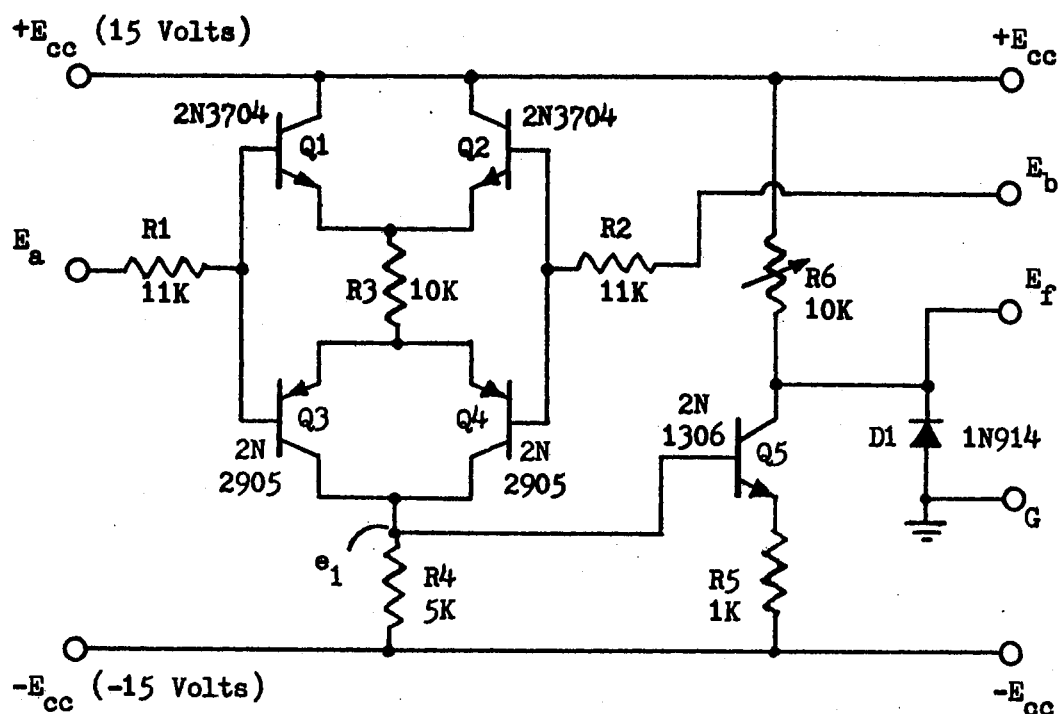 +Ecc (15 Volts)
+Ecc
2N3704
Q1
Q2
2N3704
Eb
Ea
R1
11K
R3
10K
R2
11K
R6
10K
Ef
Q3
2N
2905
Q4
2N
2905
2N
1306
Q5
D1
1N914
G
e1
R4
5K
R5
1K
-Ecc (-15 Volts)
-Ecc